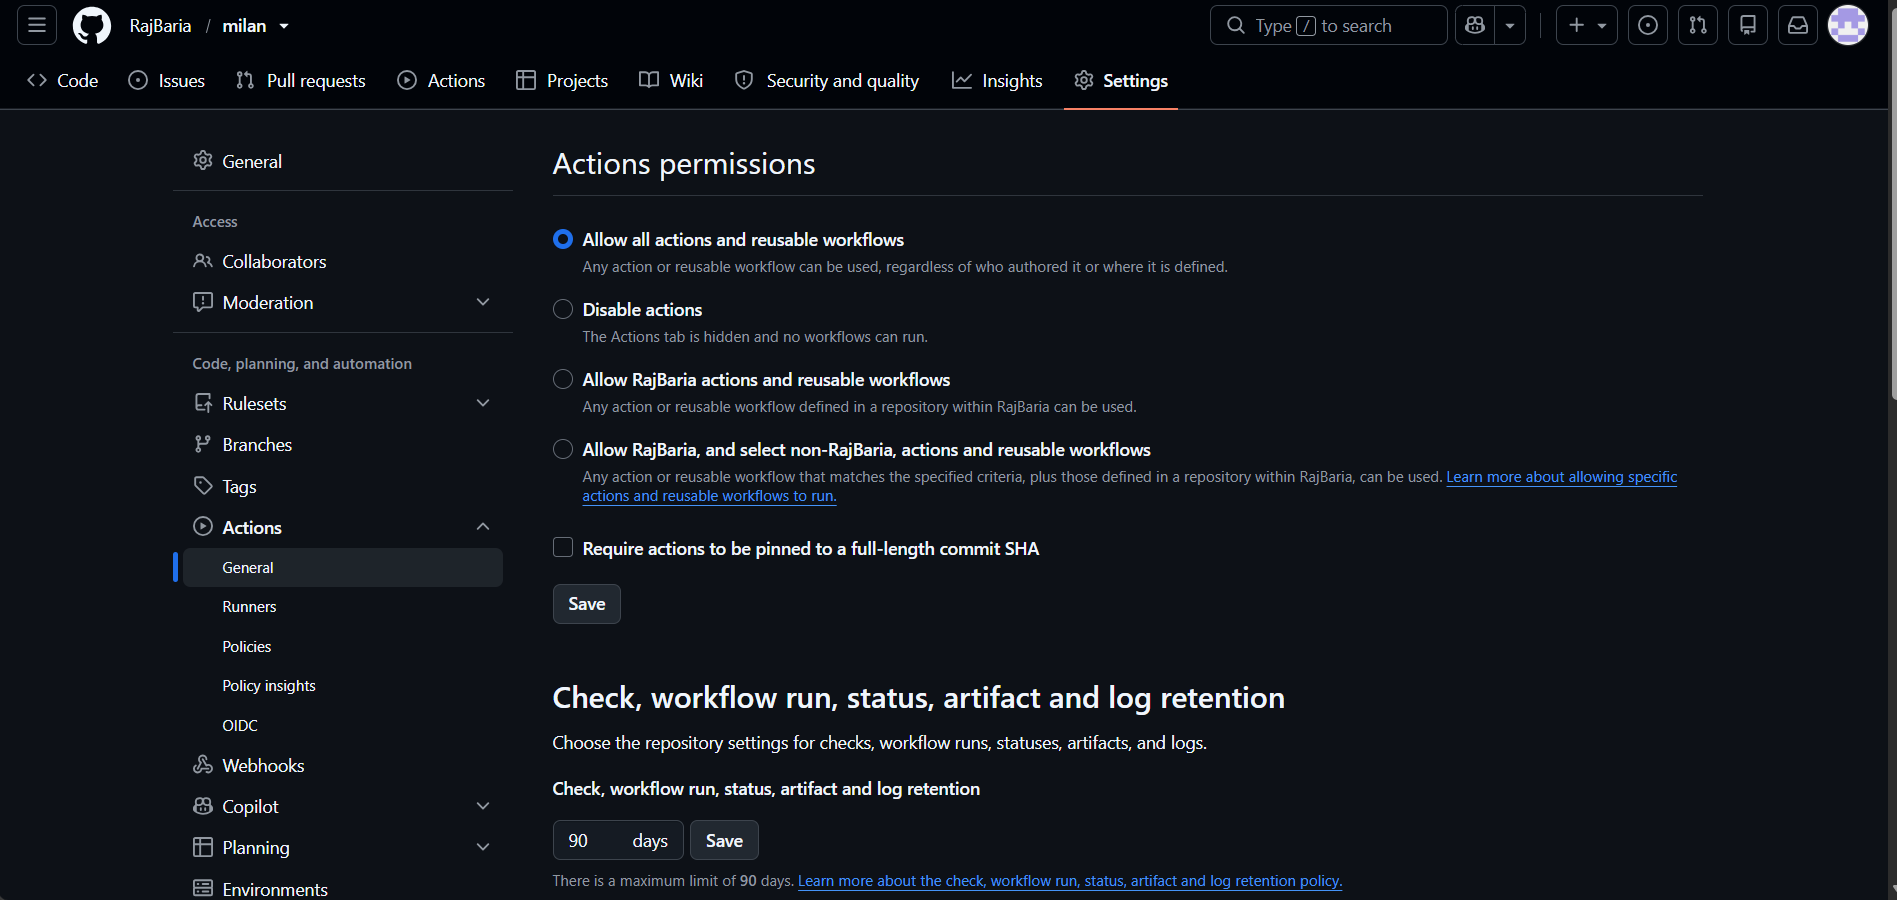 RajBaria / milan
Type / to search
Code
Issues
Pull requests
Actions
Projects
Wiki
Security and quality
Insights
Settings
General
Access
Collaborators
Moderation
Code, planning, and automation
Rulesets
Branches
Tags
Actions
General
Runners
Policies
Policy insights
OIDC
Webhooks
Copilot
Planning
Environments
Actions permissions
Allow all actions and reusable workflows
Any action or reusable workflow can be used, regardless of who authored it or where it is defined.
Disable actions
The Actions tab is hidden and no workflows can run.
Allow RajBaria actions and reusable workflows
Any action or reusable workflow defined in a repository within RajBaria can be used.
Allow RajBaria, and select non-RajBaria, actions and reusable workflows
Any action or reusable workflow that matches the specified criteria, plus those defined in a repository within RajBaria, can be used. Learn more about allowing specific
actions and reusable workflows to run.
Require actions to be pinned to a full-length commit SHA
Save
Check, workflow run, status, artifact and log retention
Choose the repository settings for checks, workflow runs, statuses, artifacts, and logs.
Check, workflow run, status, artifact and log retention
90 days Save
There is a maximum limit of 90 days. Learn more about the check, workflow run, status, artifact and log retention policy.